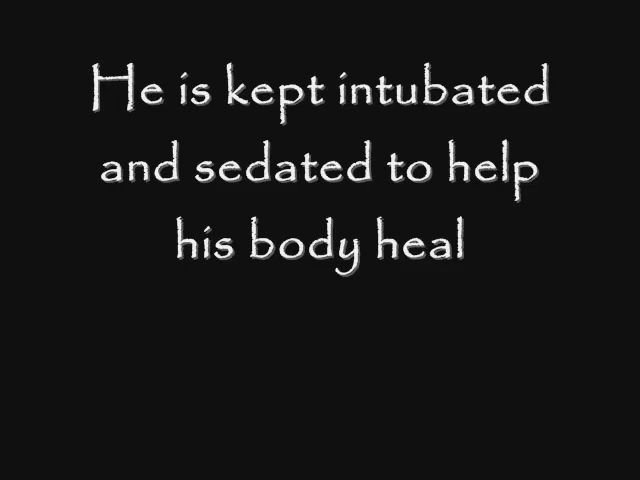 He is kept intubated
and sedated to help
his body heal